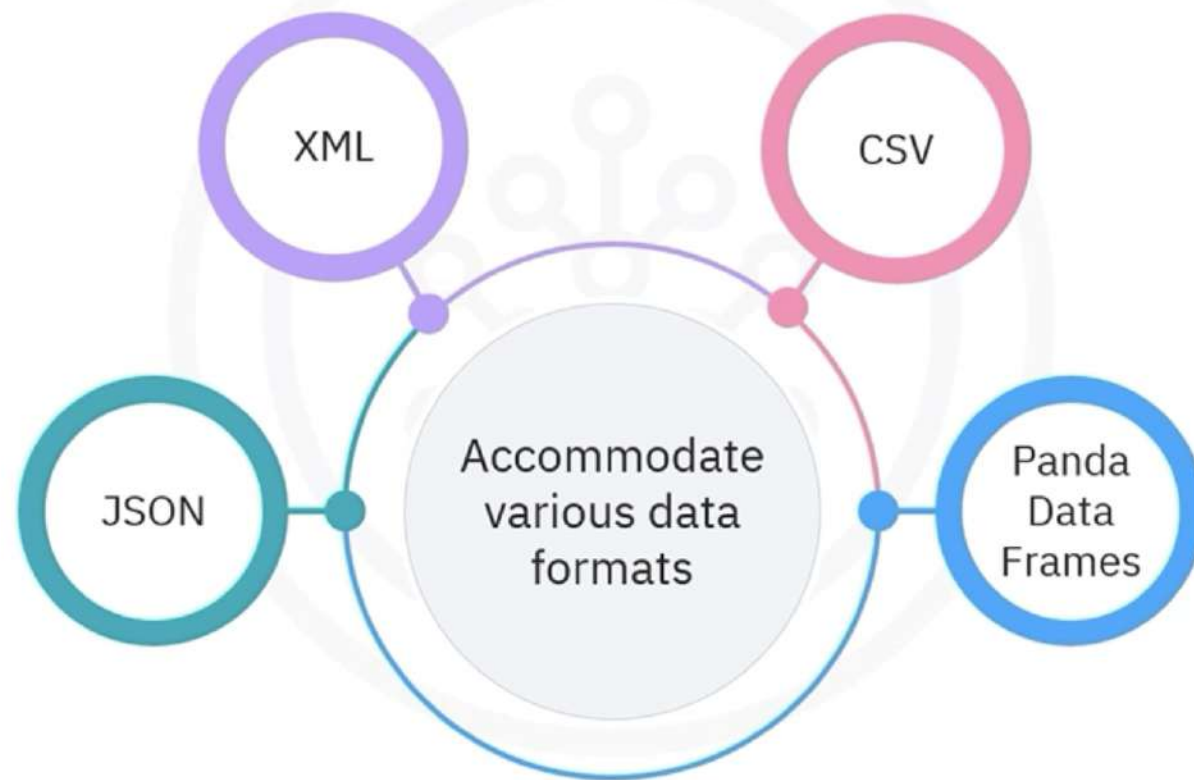 XML
CSV
JSON
Accommodate
various data
formats
Panda
Data
Frames